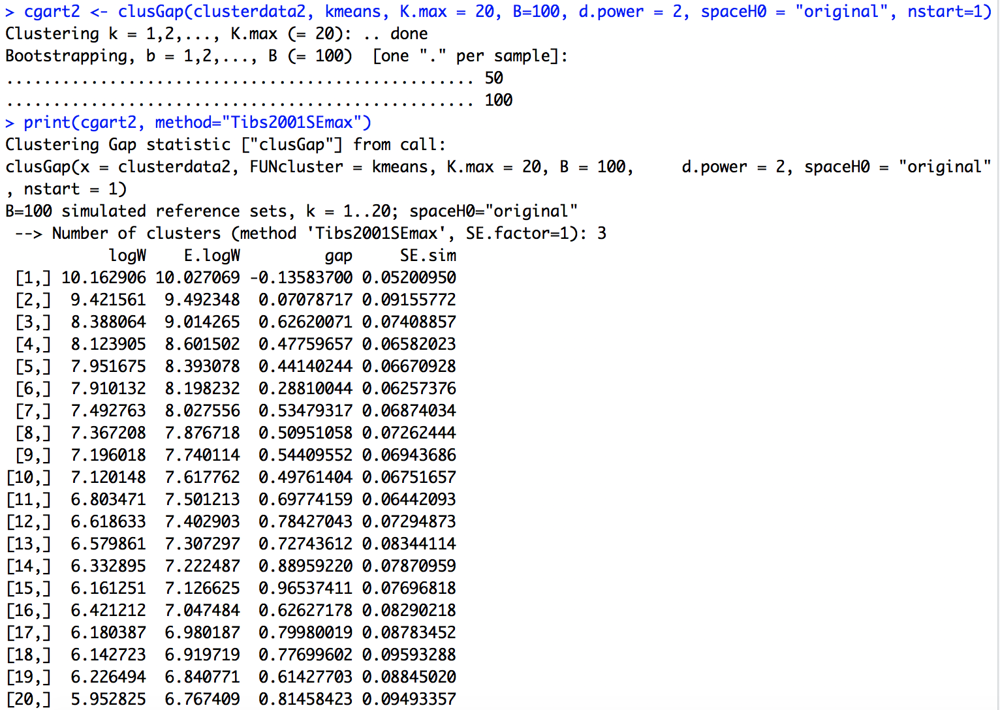 > cgart2 <- clusGap(clusterdata2, kmeans, K.max = 20, B=100, d.power = 2, spaceH0 = "original", nstart=1)
Clustering k = 1,2,..., K.max (= 20): .. done
Bootstrapping, b = 1,2,..., B (= 100)  [one "." per sample]:
.................................................. 50
.................................................. 100
> print(cgart2, method="Tibs2001SEmax")
Clustering Gap statistic ["clusGap"] from call:
clusGap(x = clusterdata2, FUNcluster = kmeans, K.max = 20, B = 100,     d.power = 2, spaceH0 = "original"
, nstart = 1)
B=100 simulated reference sets, k = 1..20; spaceH0="original"
 --> Number of clusters (method 'Tibs2001SEmax', SE.factor=1): 3
           logW    E.logW         gap     SE.sim
 [1,] 10.162906 10.027069 -0.13583700 0.05200950
 [2,]  9.421561  9.492348  0.07078717 0.09155772
 [3,]  8.388064  9.014265  0.62620071 0.07408857
 [4,]  8.123905  8.601502  0.47759657 0.06582023
 [5,]  7.951675  8.393078  0.44140244 0.06670928
 [6,]  7.910132  8.198232  0.28810044 0.06257376
 [7,]  7.492763  8.027556  0.53479317 0.06874034
 [8,]  7.367208  7.876718  0.50951058 0.07262444
 [9,]  7.196018  7.740114  0.54409552 0.06943686
[10,]  7.120148  7.617762  0.49761404 0.06751657
[11,]  6.803471  7.501213  0.69774159 0.06442093
[12,]  6.618633  7.402903  0.78427043 0.07294873
[13,]  6.579861  7.307297  0.72743612 0.08344114
[14,]  6.332895  7.222487  0.88959220 0.07870959
[15,]  6.161251  7.126625  0.96537411 0.07696818
[16,]  6.421212  7.047484  0.62627178 0.08290218
[17,]  6.180387  6.980187  0.79980019 0.08783452
[18,]  6.142723  6.919719  0.77699602 0.09593288
[19,]  6.226494  6.840771  0.61427703 0.08845020
[20,]  5.952825  6.767409  0.81458423 0.09493357